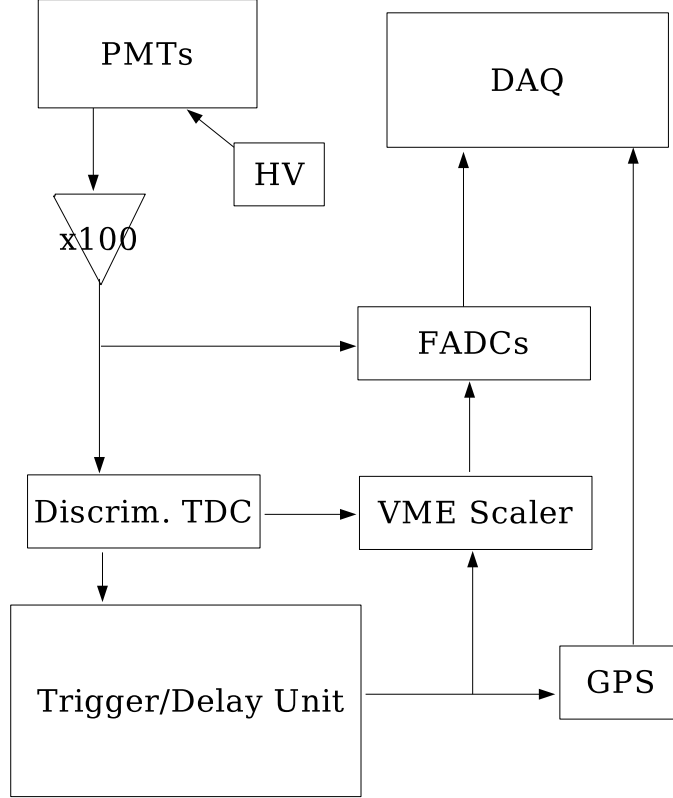 PMTs
DAQ
HV
x100
FADCs
Discrim. TDC
VME Scaler
Trigger/Delay Unit
GPS